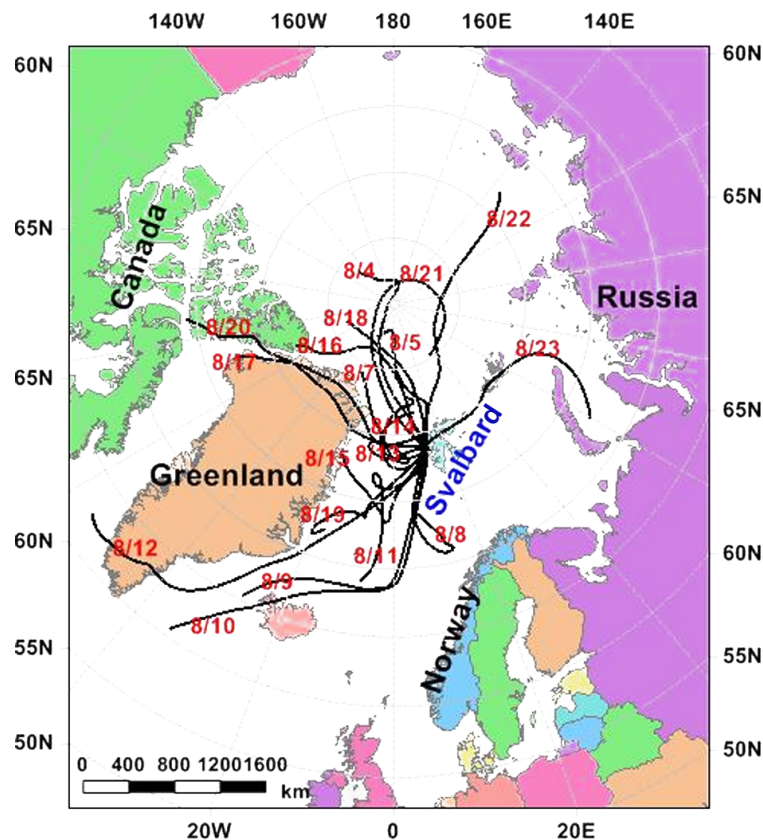 140W 160W 180 160E 140E
60N 60N
8/22
65N
65N
Canada
8/4 8/21
Russia
8/18
8/20
8/16 8/5
8/23
8/17
8/7
65N
65N
8/14
8/13
8/15
Svalbard
Greenland
8/19
8/8
60N
60N
8/12
8/11
8/9
8/10
Norway
55N
55N
50N
50N
0 400 800 1200 1600
km
20W 0 20E